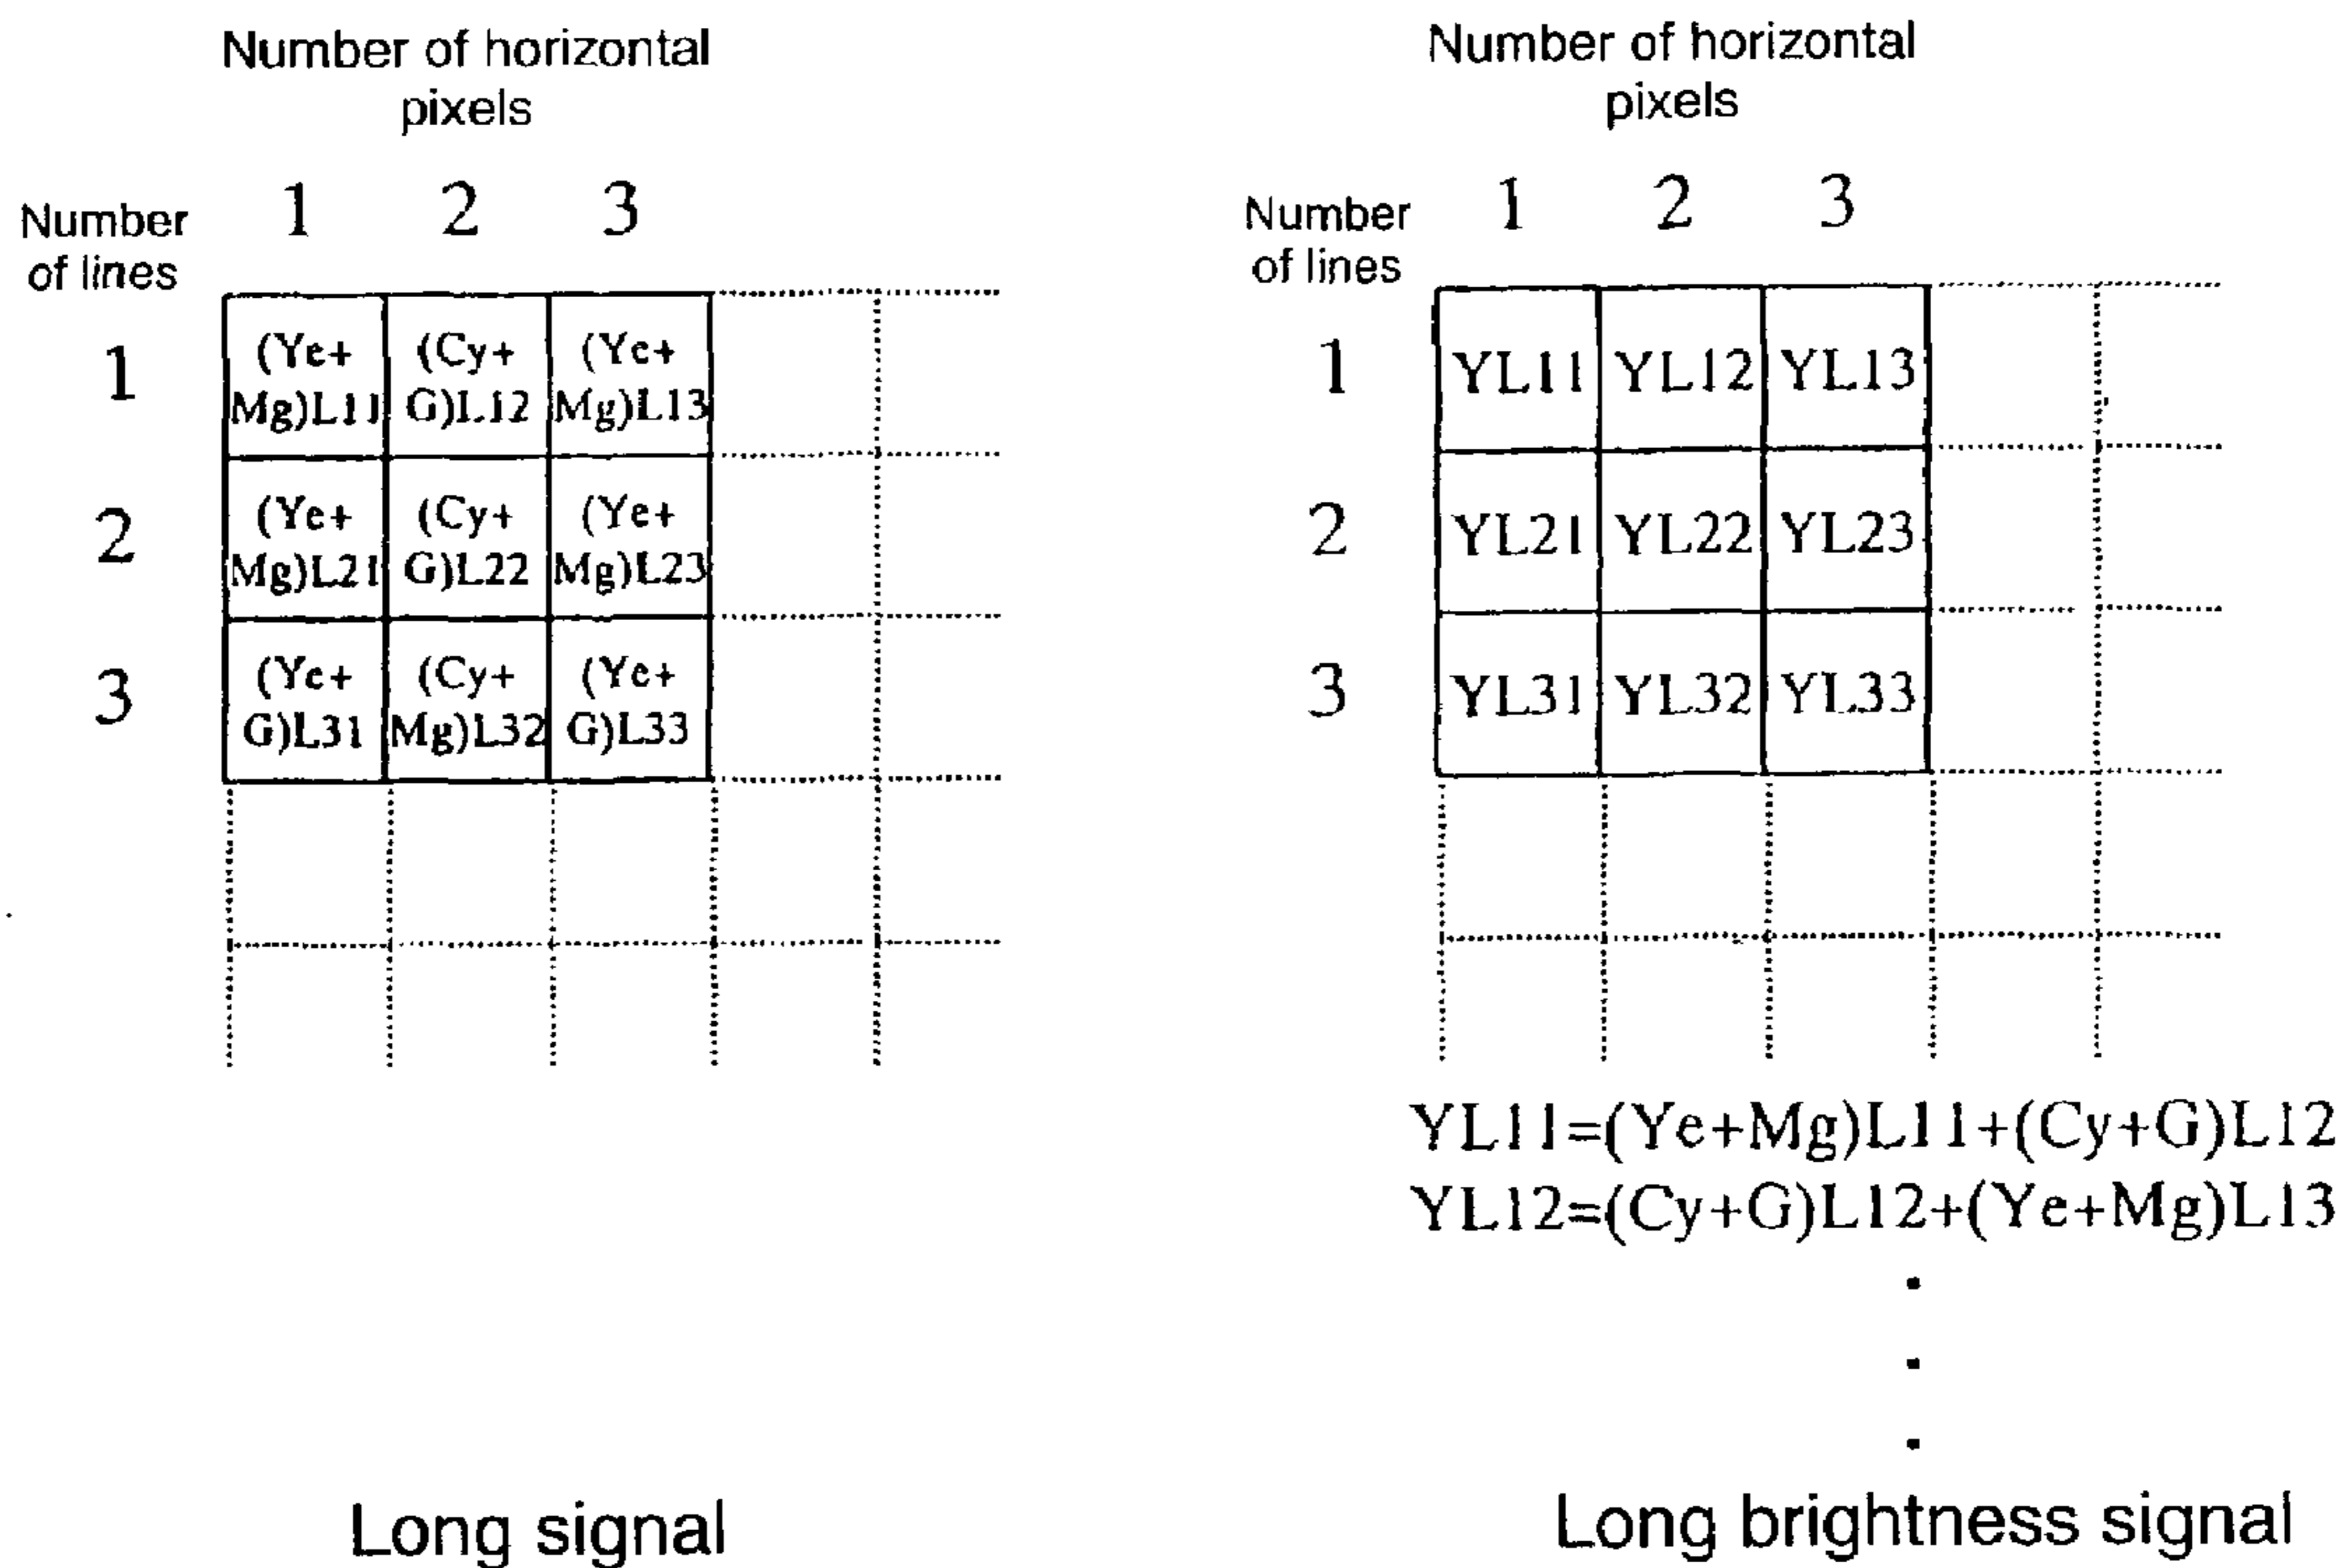 Number of horizontal
pixels
Number
of lines
1 2 3
1
(Ye+
Mg)L11
(Cy+
G)L12
(Ye+
Mg)L13
2
(Ye+
Mg)L21
(Cy+
G)L22
(Ye+
Mg)L23
3
(Ye+
G)L31
(Cy+
Mg)L32
(Ye+
G)L33
Long signal
Number of horizontal
pixels
Number
of lines
1 2 3
1 YL11 YL12 YL13
2 YL21 YL22 YL23
3 YL31 YL32 YL33
YL11=(Ye+Mg)L11+(Cy+G)L12
YL12=(Cy+G)L12+(Ye+Mg)L13
.
.
.
Long brightness signal